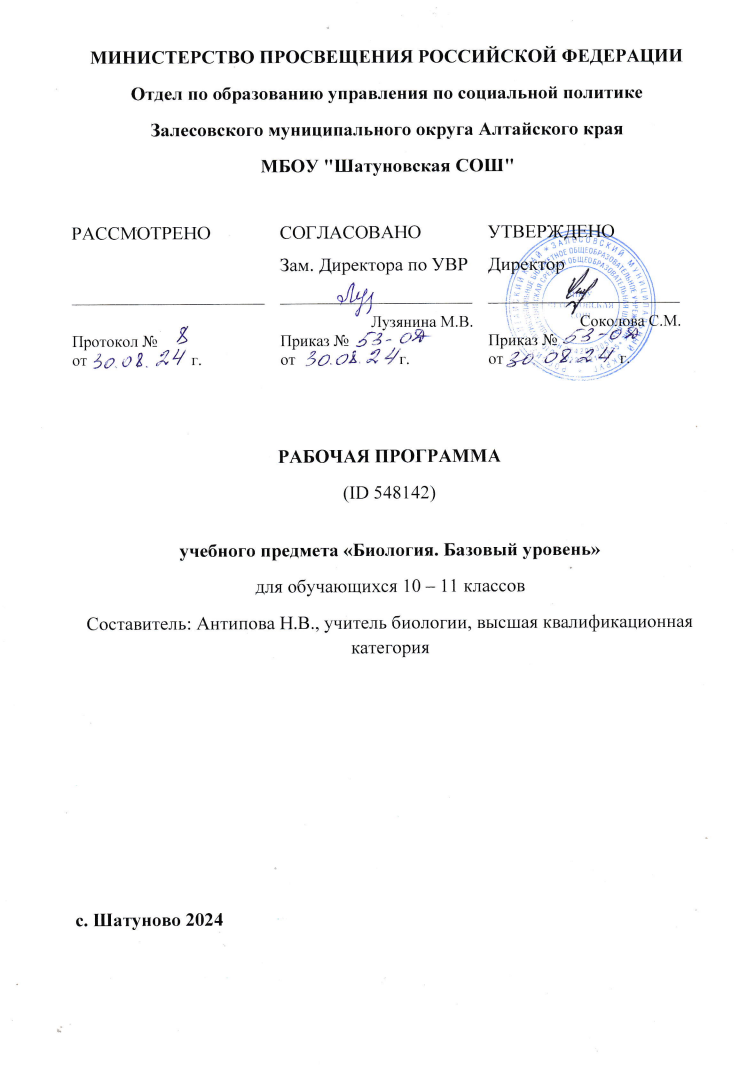 МИНИСТЕРСТВО ПРОСВЕЩЕНИЯ РОССИЙСКОЙ ФЕДЕРАЦИИ
Отдел по образованию управления по социальной политике
Залесовского муниципального округа Алтайского края
МБОУ "Шатуновская СОШ"
РАССМОТРЕНО
Протокол № 8
от 30.08.24 г.
СОГЛАСОВАНО
Зам. Директора по УВР
Лузянина М.В.
Приказ № 53-ОД
от 30.08.24 г.
УТВЕРЖДЕНО
Директор
Соколова С.М.
Приказ № 53-ОД
от 30.08.24 г.
РАБОЧАЯ ПРОГРАММА
(ID 548142)
учебного предмета «Биология. Базовый уровень»
для обучающихся 10 – 11 классов
Составитель: Антипова Н.В., учитель биологии, высшая квалификационная
категория
с. Шатуново 2024